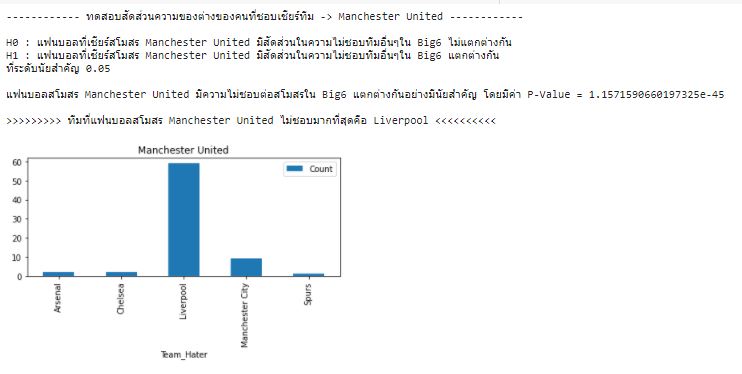 ------------ ทดสอบสัดส่วนความของต่างของคนที่ชอบเชียร์ทีม -> Manchester United ------------
H0 : แฟนบอลที่เชียร์สโมสร Manchester United มีสัดส่วนในความไม่ชอบทีมอื่นๆใน Big6 ไม่แตกต่างกัน
H1 : แฟนบอลที่เชียร์สโมสร Manchester United มีสัดส่วนในความไม่ชอบทีมอื่นๆใน Big6 แตกต่างกัน
ที่ระดับนัยสำคัญ 0.05
แฟนบอลสโมสร Manchester United มีความไม่ชอบต่อสโมสรใน Big6 แตกต่างกันอย่างมีนัยสำคัญ โดยมีค่า P-Value = 1.1571590660197325e-45
>>>>>>>>> ทีมที่แฟนบอลสโมสร Manchester United ไม่ชอบมากที่สุดคือ Liverpool <<<<<<<<<<
Manchester United
Count
60
50
40
30
20
10
0
Arsenal
Chelsea
Liverpool
Manchester City
Spurs
Team_Hater